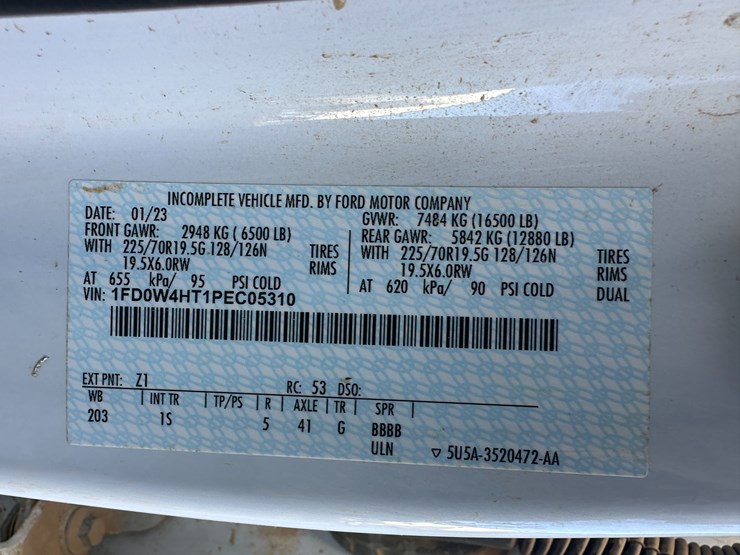 INCOMPLETE VEHICLE MFD. BY FORD MOTOR COMPANY
DATE: 01/23 GVWR: 7484 KG (16500 LB)
FRONT GAWR: 2948 KG ( 6500 LB) REAR GAWR: 5842 KG (12880 LB)
WITH 225/70R19.5G 128/126N TIRES WITH 225/70R19.5G 128/126N TIRES
19.5X6.0RW RIMS 19.5X6.0RW RIMS
AT 655 kPa/ 95 PSI COLD AT 620 kPa/ 90 PSI COLD DUAL
VIN: 1FD0W4HT1PEC05310
EXT PNT: Z1 RC: 53 DSO:
WB INT TR TP/PS R AXLE TR SPR
203 1S 5 41 G BBBB
ULN ▽ 5U5A-3520472-AA